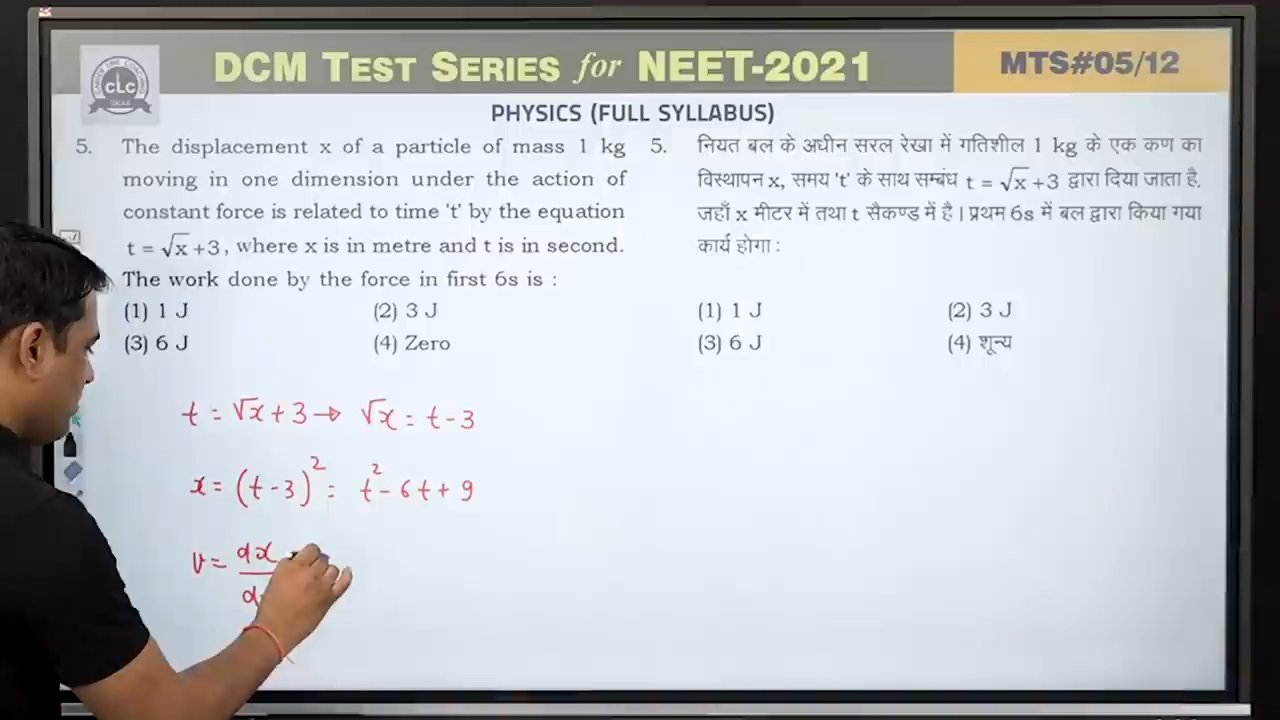 DCM TEST SERIES for NEET-2021
MTS#05/12
CLC
PHYSICS (FULL SYLLABUS)
5. The displacement x of a particle of mass 1 kg
moving in one dimension under the action of
constant force is related to time 't' by the equation
t = √x +3, where x is in metre and t is in second.
The work done by the force in first 6s is :
(1) 1 J (2) 3 J
(3) 6 J (4) Zero
5. नियत बल के अधीन सरल रेखा में गतिशील 1 kg के एक कण का
विस्थापन x, समय 't' के साथ सम्बंध t = √x +3 द्वारा दिया जाता है,
जहाँ x मीटर में तथा t सैकण्ड में है। प्रथम 6s में बल द्वारा किया गया
कार्य होगा :
(1) 1 J (2) 3 J
(3) 6 J (4) शून्य
t = √x + 3 → √x = t - 3
x = (t - 3)² = t² - 6t + 9
v = dx